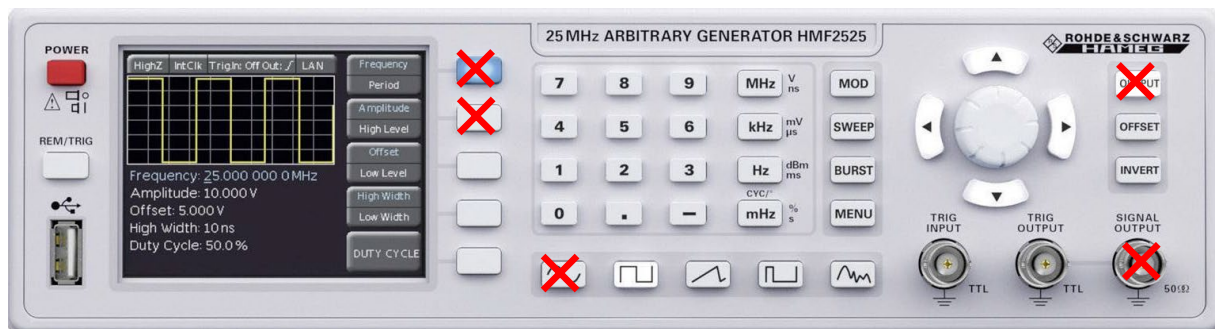 25 MHz ARBITRARY GENERATOR HMF2525
ROHDE & SCHWARZ
HAMEG
POWER
REM/TRIG
HighZ IntClk Trig.In: Off Out: LAN
Frequency: 25.000 000 0 MHz
Amplitude: 10.000 V
Offset: 5.000 V
High Width: 10 ns
Duty Cycle: 50.0 %
Frequency
Period
Amplitude
High Level
Offset
Low Level
High Width
Low Width
DUTY CYCLE
7 8 9 MHz V ns
4 5 6 kHz mV µs
1 2 3 Hz dBm ms
CYC/°
0 . – mHz % s
MOD
SWEEP
BURST
MENU
OFFSET
INVERT
TRIG INPUT
TTL
TRIG OUTPUT
TTL
SIGNAL OUTPUT
50Ω